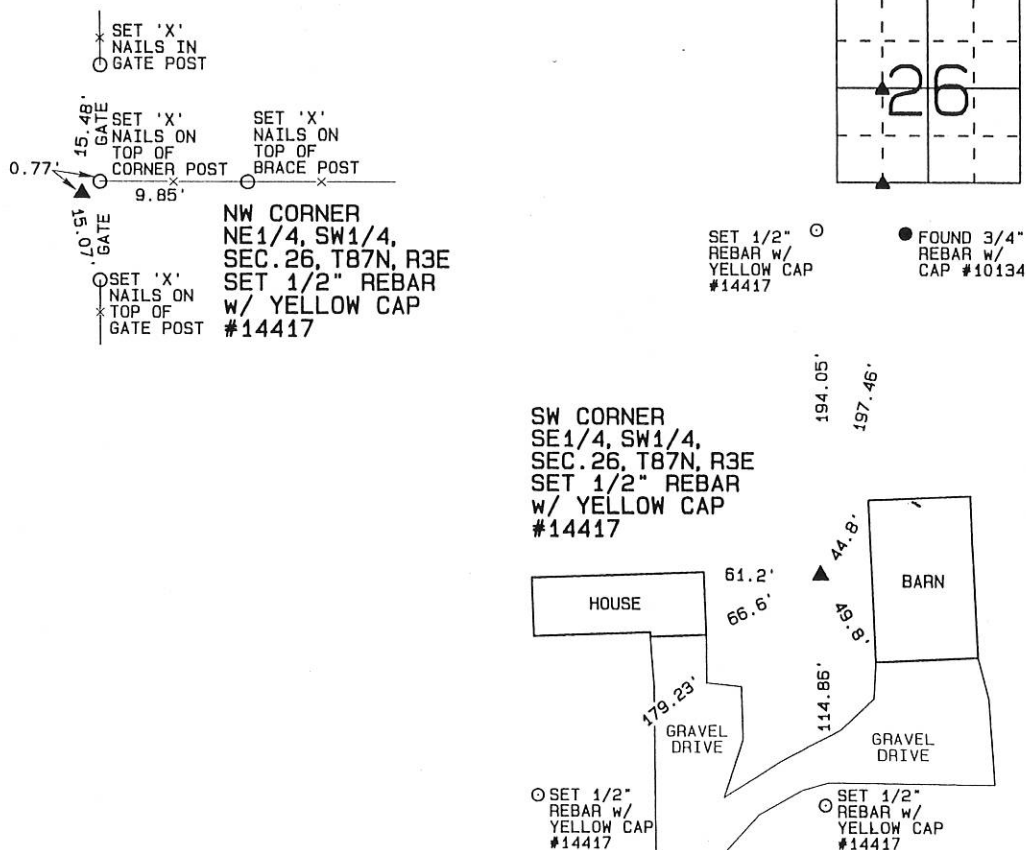 SET 'X'
NAILS IN
GATE POST
15.48'
GATE
SET 'X'
NAILS ON
TOP OF
CORNER POST
SET 'X'
NAILS ON
TOP OF
BRACE POST
0.77'
9.85'
15.07'
GATE
SET 'X'
NAILS ON
TOP OF
GATE POST
NW CORNER
NE1/4, SW1/4,
SEC.26, T87N, R3E
SET 1/2" REBAR
w/ YELLOW CAP
#14417
26
SET 1/2"
REBAR w/
YELLOW CAP
#14417
FOUND 3/4"
REBAR w/
CAP #10134
194.05'
197.46'
SW CORNER
SE1/4, SW1/4,
SEC.26, T87N, R3E
SET 1/2" REBAR
w/ YELLOW CAP
#14417
61.2'
66.6'
44.8'
49.8'
HOUSE
BARN
179.23'
114.86'
GRAVEL
DRIVE
GRAVEL
DRIVE
SET 1/2"
REBAR w/
YELLOW CAP
#14417
SET 1/2"
REBAR w/
YELLOW CAP
#14417